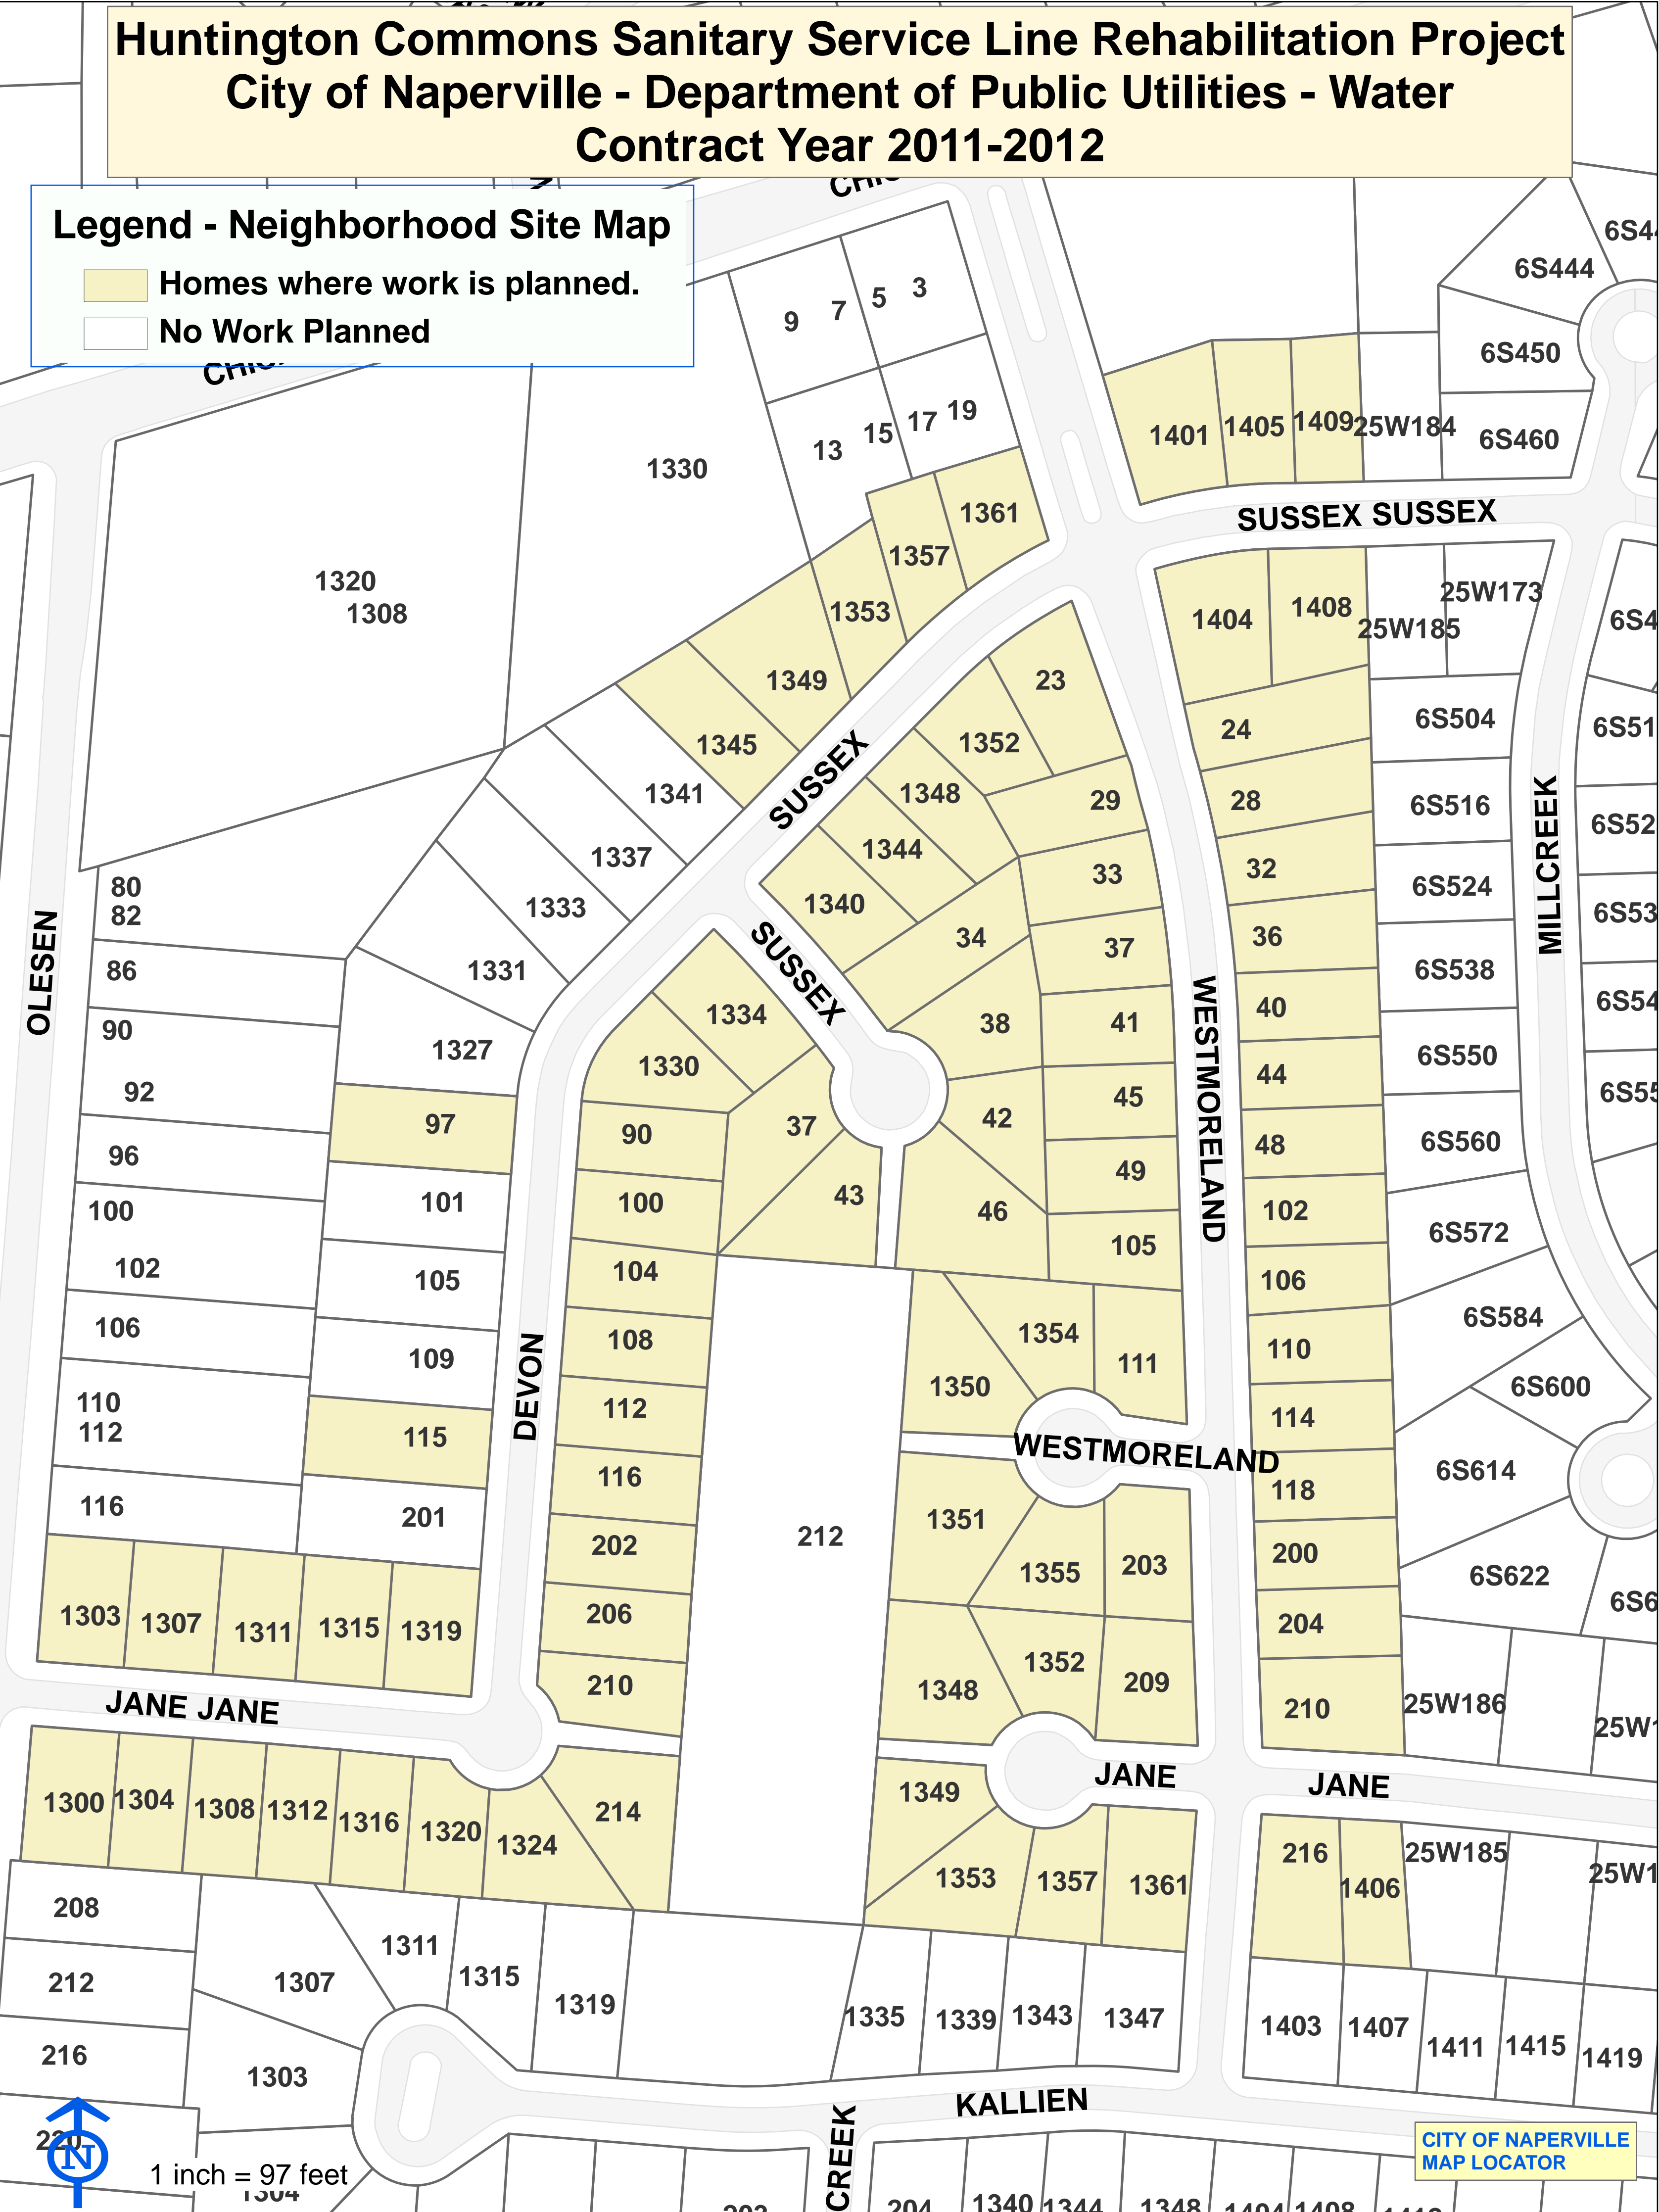 Huntington Commons Sanitary Service Line Rehabilitation Project
City of Naperville - Department of Public Utilities - Water
Contract Year 2011-2012
Legend - Neighborhood Site Map
Homes where work is planned.
No Work Planned
9 7 5 3
13 15 17 19
1330
1320
1308
1361
1357
1353
1349
1345
1341
1337
1333
1331
1327
1401 1405 1409 25W184
6S444
6S450
6S460
SUSSEX SUSSEX
1404 1408 25W185 25W173
23
1352
1348
1344
1340
SUSSEX
SUSSEX
24
28
32
36
40
44
48
102
106
110
114
118
200
204
210
29
33
37
41
45
49
105
111
34
38
42
46
37
43
1334
1330
6S504
6S516
6S524
6S538
6S550
6S560
6S572
6S584
6S600
6S614
6S622
MILLCREEK
WESTMORELAND
OLESEN
80
82
86
90
92
96
100
102
106
110
112
116
97
101
105
109
115
201
DEVON
90
100
104
108
112
116
202
206
210
212
1354
1350
WESTMORELAND
1351
1355
203
1348
1352
209
1303 1307 1311 1315 1319
JANE JANE
1300 1304 1308 1312 1316 1320 1324 214
JANE
JANE
1349
1353 1357 1361
216 1406 25W185
25W186
208
212
216
220
1307
1303
1311 1315 1319
1335 1339 1343 1347
1403 1407 1411 1415 1419
KALLIEN
CREEK
N
1 inch = 97 feet
1304
204 1340 1344 1348 1404 1408
CITY OF NAPERVILLE
MAP LOCATOR